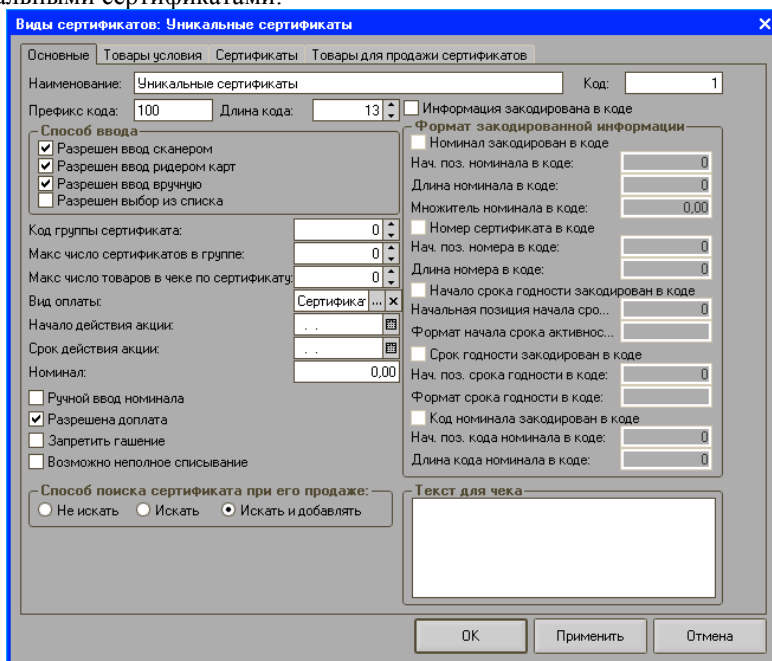 альными сертификатами:
Виды сертификатов: Уникальные сертификаты
Основные Товары условия Сертификаты Товары для продажи сертификатов
Наименование: Уникальные сертификаты Код: 1
Префикс кода: 100 Длина кода: 13 Информация закодирована в коде
Способ ввода
Разрешен ввод сканером
Разрешен ввод ридером карт
Разрешен ввод вручную
Разрешен выбор из списка
Код группы сертификата: 0
Макс число сертификатов в группе: 0
Макс число товаров в чеке по сертификату: 0
Вид оплаты: Сертификат ... ×
Начало действия акции: . .
Срок действия акции: . .
Номинал: 0,00
Ручной ввод номинала
Разрешена доплата
Запретить гашение
Возможно неполное списывание
Способ поиска сертификата при его продаже:
Не искать Искать Искать и добавлять
Формат закодированной информации
Номинал закодирован в коде
Нач. поз. номинала в коде: 0
Длина номинала в коде: 0
Множитель номинала в коде: 0,00
Номер сертификата в коде
Нач. поз. номера в коде: 0
Длина номера в коде: 0
Начало срока годности закодирован в коде
Начальная позиция начала сро... 0
Формат начала срока активнос...
Срок годности закодирован в коде
Нач. поз. срока годности в коде: 0
Формат срока годности в коде:
Код номинала закодирован в коде
Нач. поз. кода номинала в коде: 0
Длина кода номинала в коде: 0
Текст для чека
ОК Применить Отмена